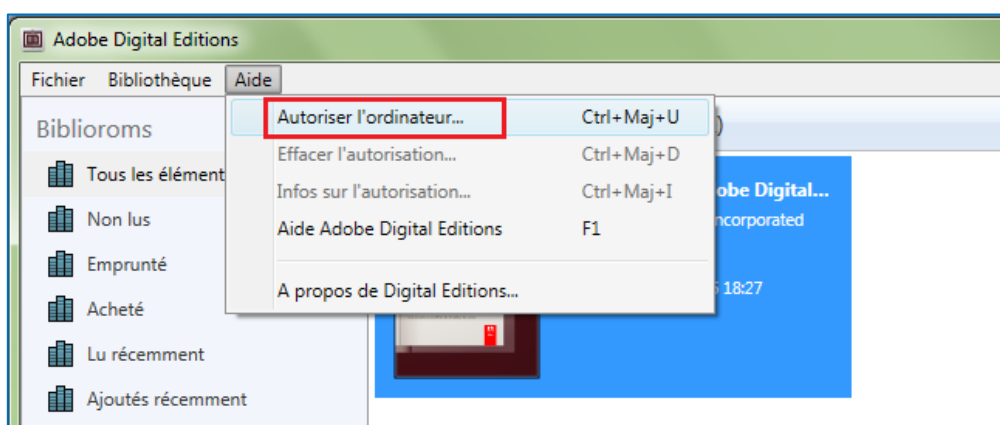 Adobe Digital Editions
Fichier Bibliothèque Aide
Autoriser l'ordinateur... Ctrl+Maj+U
Effacer l'autorisation... Ctrl+Maj+D
Infos sur l'autorisation... Ctrl+Maj+I
Aide Adobe Digital Editions F1
A propos de Digital Editions...
Biblioroms
Tous les élément
Non lus
Emprunté
Acheté
Lu récemment
Ajoutés récemment
obe Digital...
ncorporated
18:27